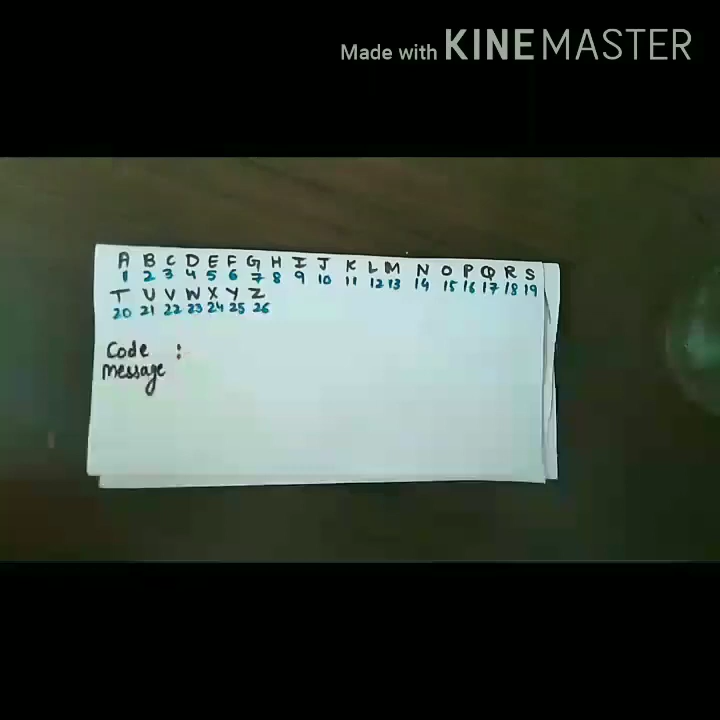 Made with KINEMASTER
A B C D E F G H I J K L M N O P Q R S
1 2 3 4 5 6 7 8 9 10 11 12 13 14 15 16 17 18 19
T U V W X Y Z
20 21 22 23 24 25 26
Code :
Message